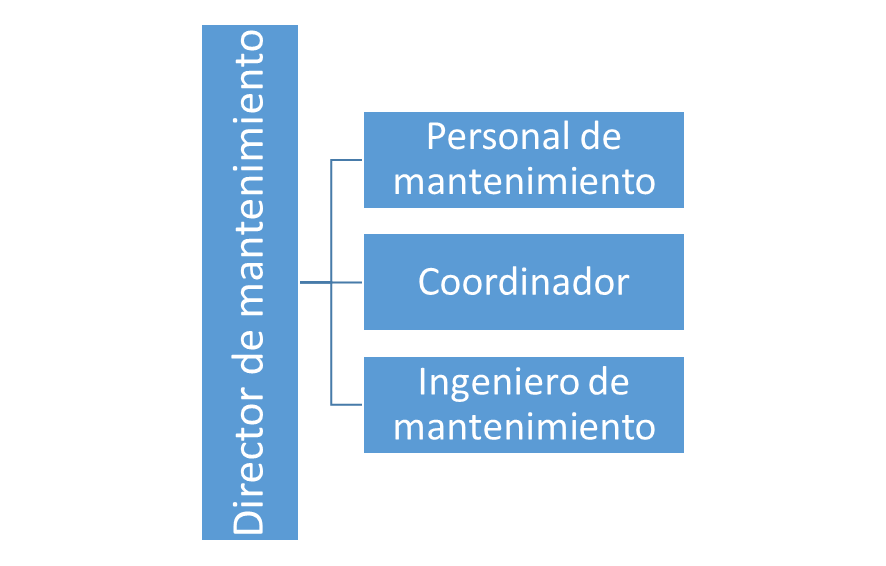 Director de mantenimiento
Personal de
mantenimiento
Coordinador
Ingeniero de
mantenimiento